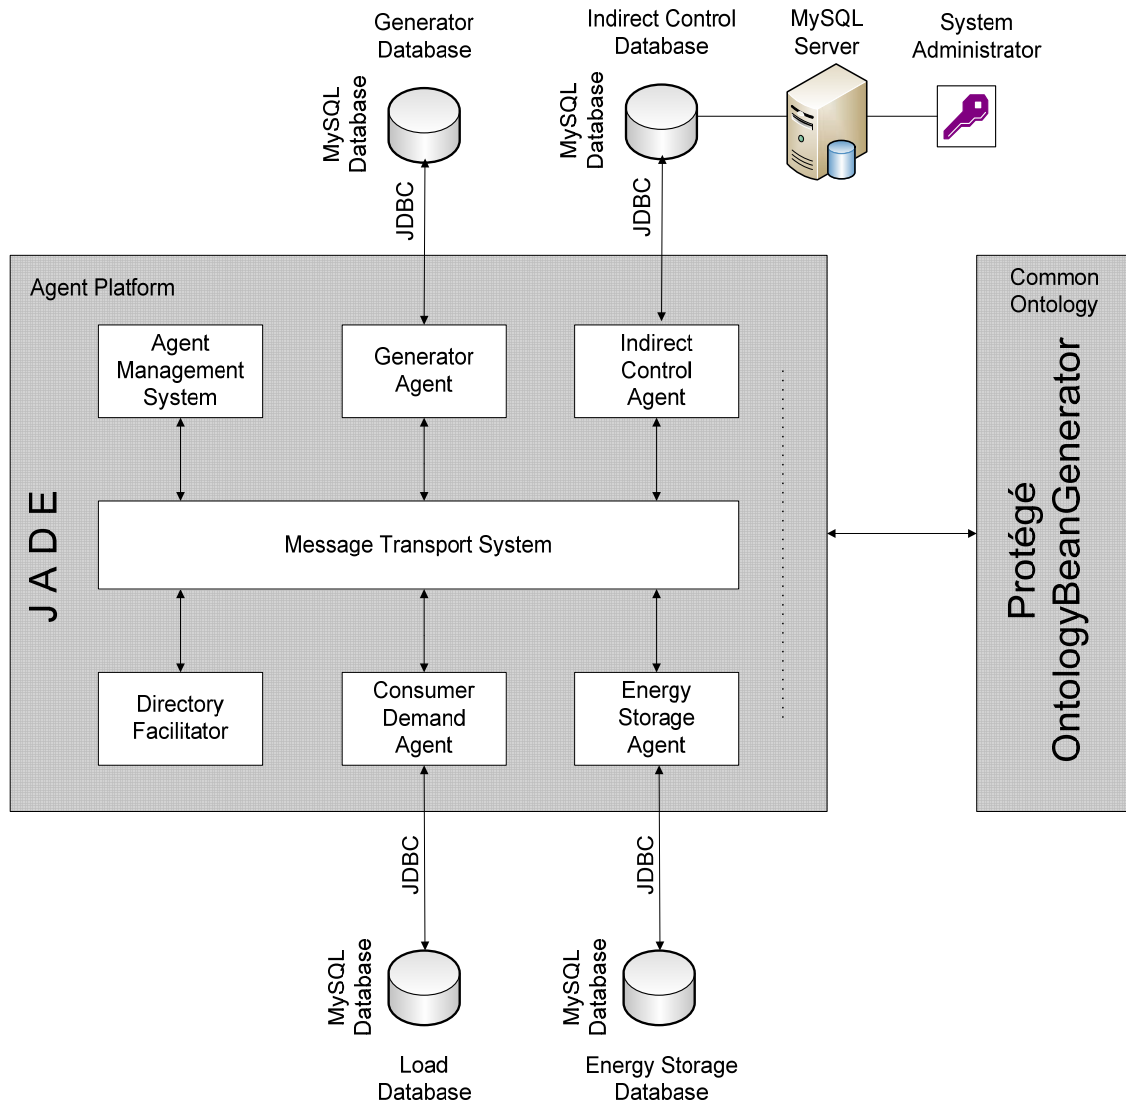 Generator
Database
Indirect Control
Database
MySQL
Server
System
Administrator
MySQL
Database
MySQL
Database
JDBC
JDBC
Agent Platform
Common
Ontology
Agent
Management
System
Generator
Agent
Indirect
Control
Agent
JADE
Message Transport System
Protégé
OntologyBeanGenerator
Directory
Facilitator
Consumer
Demand
Agent
Energy
Storage
Agent
JDBC
JDBC
MySQL
Database
MySQL
Database
Load
Database
Energy Storage
Database